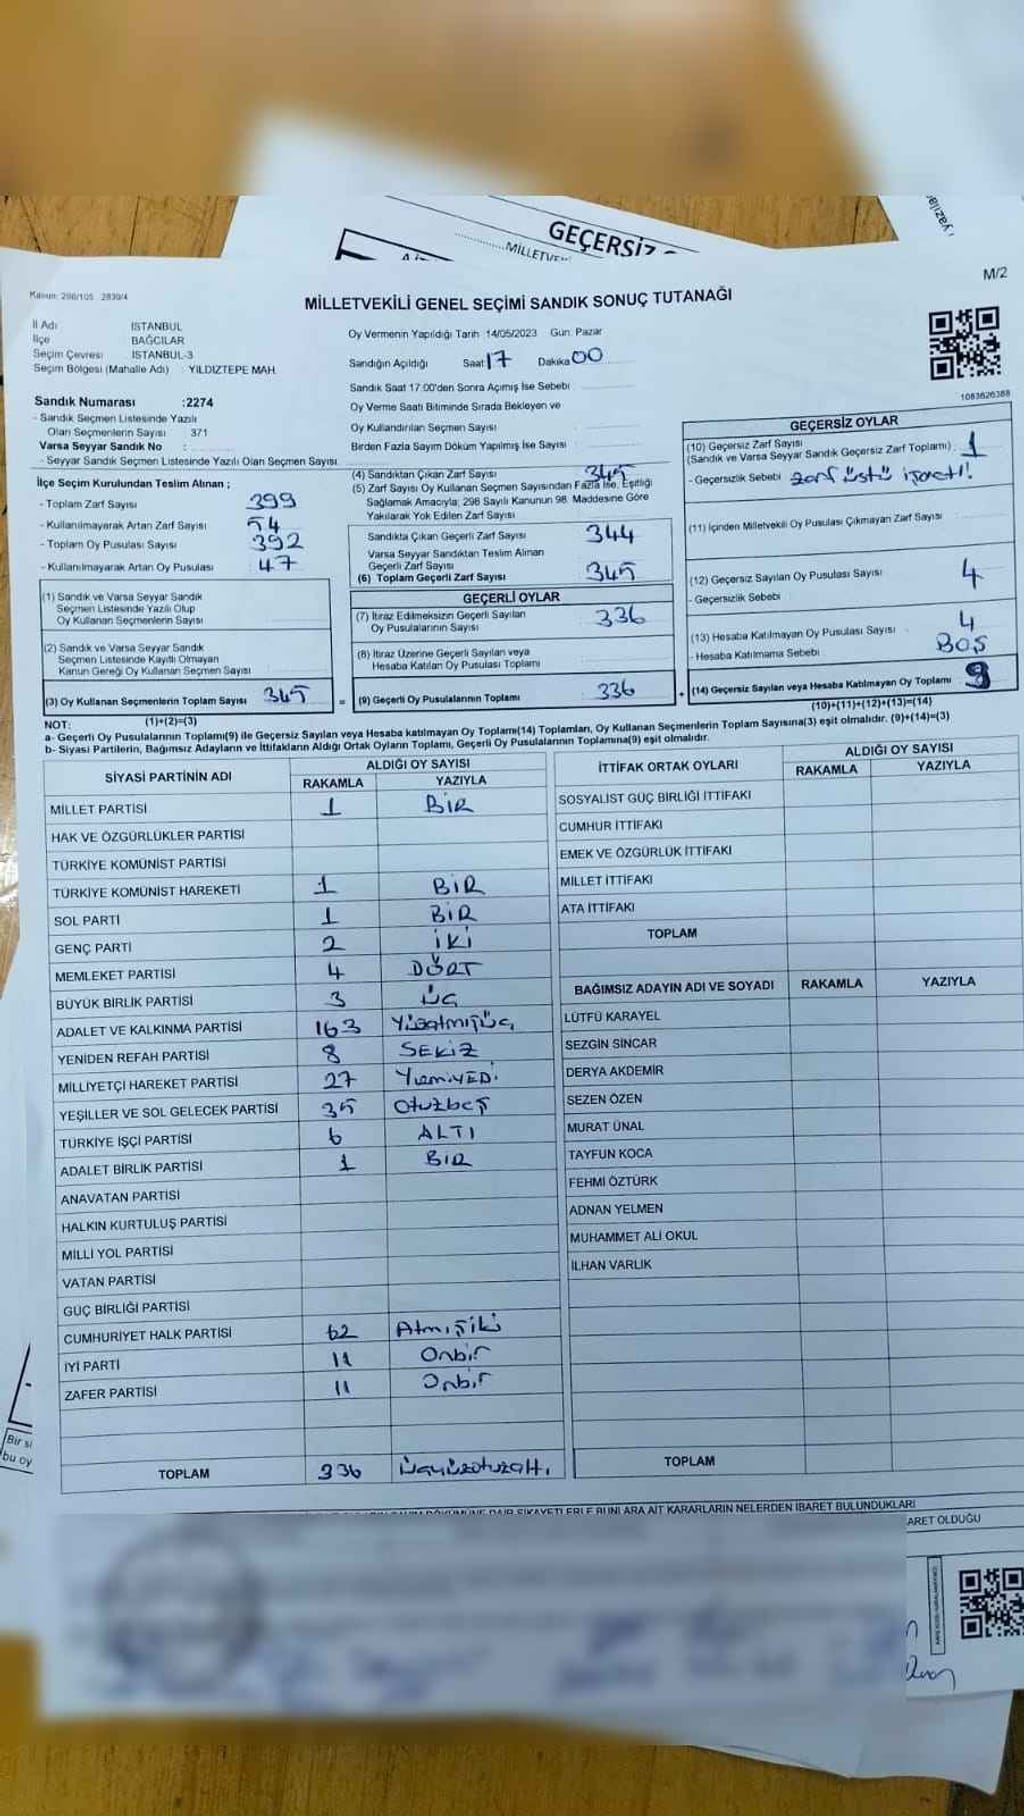 GEÇERSİZ
yazıla
M/2
Kanun: 298/105 2839/4
MİLLETVEKİLİ GENEL SEÇİMİ SANDIK SONUÇ TUTANAĞI
İl Adı İSTANBUL
İlçe BAĞCILAR
Seçim Çevresi İSTANBUL-3
Seçim Bölgesi (Mahalle Adı) YILDIZTEPE MAH.
Sandık Numarası :2274
- Sandık Seçmen Listesinde Yazılı
Olan Seçmenlerin Sayısı 371
Varsa Seyyar Sandık No :
- Seyyar Sandık Seçmen Listesinde Yazılı Olan Seçmen Sayısı
Oy Vermenin Yapıldığı Tarih 14/05/2023 Gün: Pazar
Sandığın Açıldığı Saat 17 Dakika 00
Sandık Saat 17:00'den Sonra Açılmış İse Sebebi
Oy Verme Saati Bitiminde Sırada Bekleyen ve
Oy Kullandırılan Seçmen Sayısı
Birden Fazla Sayım Döküm Yapılmış İse Sayısı
1083626388
İlçe Seçim Kurulundan Teslim Alınan ;
- Toplam Zarf Sayısı 399
- Kullanılmayarak Artan Zarf Sayısı 54
- Toplam Oy Pusulası Sayısı 392
- Kullanılmayarak Artan Oy Pusulası 47
(1) Sandık ve Varsa Seyyar Sandık
Seçmen Listesinde Yazılı Olup
Oy Kullanan Seçmenlerin Sayısı
(2) Sandık ve Varsa Seyyar Sandık
Seçmen Listesinde Kayıtlı Olmayan
Kanun Gereği Oy Kullanan Seçmen Sayısı
(3) Oy Kullanan Seçmenlerin Toplam Sayısı 345
(1)+(2)=(3)
(4) Sandıktan Çıkan Zarf Sayısı 345
(5) Zarf Sayısı Oy Kullanan Seçmen Sayısından Fazla İse, Eşitliği
Sağlamak Amacıyla; 298 Sayılı Kanunun 98. Maddesine Göre
Yakılarak Yok Edilen Zarf Sayısı
Sandıkta Çıkan Geçerli Zarf Sayısı 344
Varsa Seyyar Sandıktan Teslim Alınan
Geçerli Zarf Sayısı
(6) Toplam Geçerli Zarf Sayısı 345
GEÇERLİ OYLAR
(7) İtiraz Edilmeksizin Geçerli Sayılan
Oy Pusulalarının Sayısı 336
(8) İtiraz Üzerine Geçerli Sayılan veya
Hesaba Katılan Oy Pusulası Toplamı
= (9) Geçerli Oy Pusulalarının Toplamı 336
GEÇERSİZ OYLAR
(10) Geçersiz Zarf Sayısı
(Sandık ve Varsa Seyyar Sandık Geçersiz Zarf Toplamı) 1
- Geçersizlik Sebebi zarf üstü işareti!
(11) İçinden Milletvekili Oy Pusulası Çıkmayan Zarf Sayısı
(12) Geçersiz Sayılan Oy Pusulası Sayısı 4
- Geçersizlik Sebebi
(13) Hesaba Katılmayan Oy Pusulası Sayısı 4
- Hesaba Katılmama Sebebi BOŞ
+ (14) Geçersiz Sayılan veya Hesaba Katılmayan Oy Toplamı 9
(10)+(11)+(12)+(13)=(14)
NOT:
a- Geçerli Oy Pusulalarının Toplamı(9) ile Geçersiz Sayılan veya Hesaba katılmayan Oy Toplamı(14) Toplamları, Oy Kullanan Seçmenlerin Toplam Sayısına(3) eşit olmalıdır. (9)+(14)=(3)
b- Siyasi Partilerin, Bağımsız Adayların ve İttifakların Aldığı Ortak Oyların Toplamı, Geçerli Oy Pusulalarının Toplamına(9) eşit olmalıdır.
SİYASİ PARTİNİN ADI ALDIĞI OY SAYISI
RAKAMLA YAZIYLA
MİLLET PARTİSİ 1 BİR
HAK VE ÖZGÜRLÜKLER PARTİSİ
TÜRKİYE KOMÜNİST PARTİSİ
TÜRKİYE KOMÜNİST HAREKETİ 1 BİR
SOL PARTİ 1 BİR
GENÇ PARTİ 2 İKİ
MEMLEKET PARTİSİ 4 DÖRT
BÜYÜK BİRLİK PARTİSİ 3 ÜÇ
ADALET VE KALKINMA PARTİSİ 163 Yüzatmışüç
YENİDEN REFAH PARTİSİ 8 SEKİZ
MİLLİYETÇİ HAREKET PARTİSİ 27 YirmiYEDİ
YEŞİLLER VE SOL GELECEK PARTİSİ 35 Otuzbeş
TÜRKİYE İŞÇİ PARTİSİ 6 ALTI
ADALET BİRLİK PARTİSİ 1 BİR
ANAVATAN PARTİSİ
HALKIN KURTULUŞ PARTİSİ
MİLLİ YOL PARTİSİ
VATAN PARTİSİ
GÜÇ BİRLİĞİ PARTİSİ
CUMHURİYET HALK PARTİSİ 62 Atmışiki
İYİ PARTİ 11 Onbir
ZAFER PARTİSİ 11 Onbir
TOPLAM 336 Üçyüzotuzaltı
İTTİFAK ORTAK OYLARI ALDIĞI OY SAYISI
RAKAMLA YAZIYLA
SOSYALİST GÜÇ BİRLİĞİ İTTİFAKI
CUMHUR İTTİFAKI
EMEK VE ÖZGÜRLÜK İTTİFAKI
MİLLET İTTİFAKI
ATA İTTİFAKI
TOPLAM
BAĞIMSIZ ADAYIN ADI VE SOYADI RAKAMLA YAZIYLA
LÜTFÜ KARAYEL
SEZGİN SİNCAR
DERYA AKDEMİR
SEZEN ÖZEN
MURAT ÜNAL
TAYFUN KOCA
FEHMİ ÖZTÜRK
ADNAN YELMEN
MUHAMMET ALİ OKUL
İLHAN VARLIK
TOPLAM
ŞİKAYETLERLE BUNLARA AİT KARARLARIN NELERDEN İBARET BULUNDUKLARI
ARET OLDUĞU
Bir si
bu oy